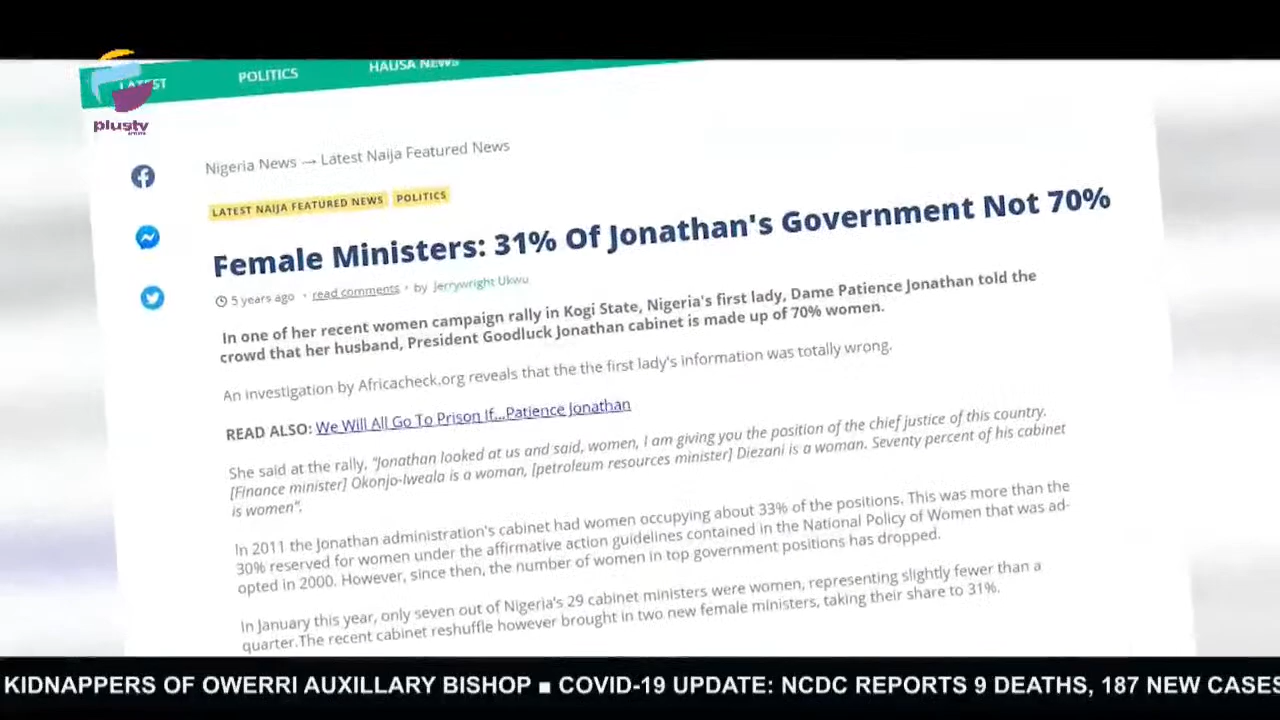 LATEST POLITICS HAUSA NEWS
plustv
Nigeria News → Latest Naija Featured News
LATEST NAIJA FEATURED NEWS POLITICS
Female Ministers: 31% Of Jonathan's Government Not 70%
5 years ago • read comments • by Jerrywright Ukwu
In one of her recent women campaign rally in Kogi State, Nigeria's first lady, Dame Patience Jonathan told the
crowd that her husband, President Goodluck Jonathan cabinet is made up of 70% women.
An investigation by Africacheck.org reveals that the the first lady's information was totally wrong.
READ ALSO: We Will All Go To Prison If...Patience Jonathan
She said at the rally, "Jonathan looked at us and said, women, I am giving you the position of the chief justice of this country.
[Finance minister] Okonjo-Iweala is a woman, [petroleum resources minister] Diezani is a woman. Seventy percent of his cabinet
is women".
In 2011 the Jonathan administration's cabinet had women occupying about 33% of the positions. This was more than the
30% reserved for women under the affirmative action guidelines contained in the National Policy of Women that was ad-
opted in 2000. However, since then, the number of women in top government positions has dropped.
In January this year, only seven out of Nigeria's 29 cabinet ministers were women, representing slightly fewer than a
quarter.The recent cabinet reshuffle however brought in two new female ministers, taking their share to 31%.
KIDNAPPERS OF OWERRI AUXILLARY BISHOP ■ COVID-19 UPDATE: NCDC REPORTS 9 DEATHS, 187 NEW CASES